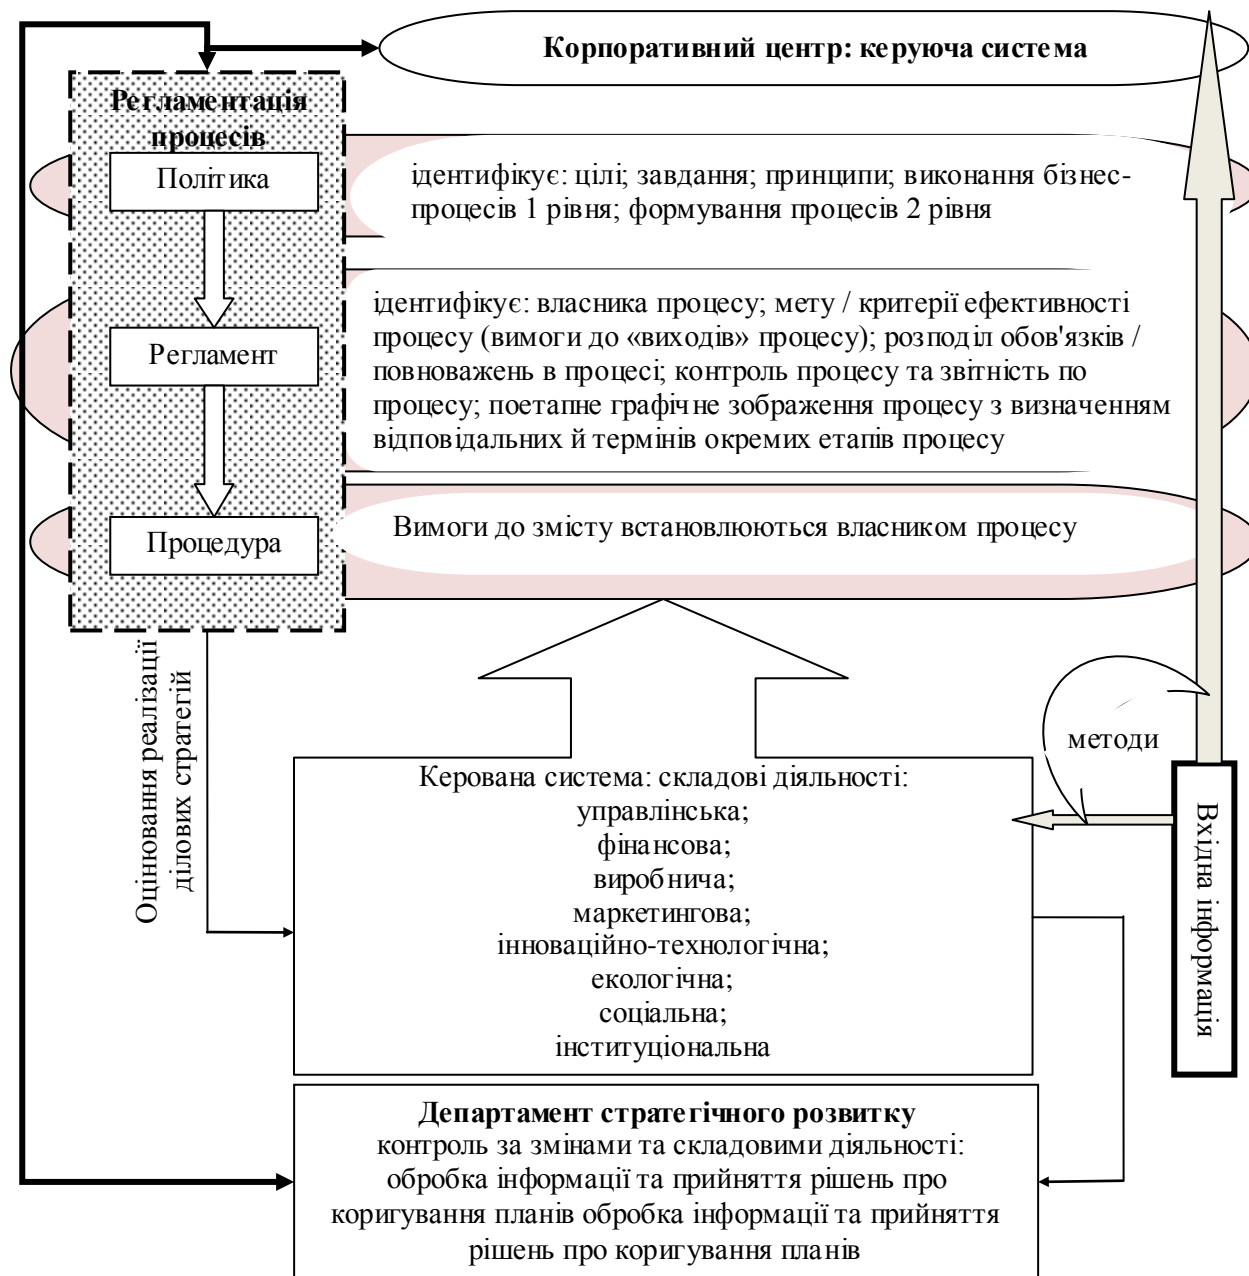 Корпоративний центр: керуюча система
Регламентація
процесів
Політика
ідентифікує: цілі; завдання; принципи; виконання бізнес-
процесів 1 рівня; формування процесів 2 рівня
Регламент
ідентифікує: власника процесу; мету / критерії ефективності
процесу (вимоги до «виходів» процесу); розподіл обов'язків /
повноважень в процесі; контроль процесу та звітність по
процесу; поетапне графічне зображення процесу з визначенням
відповідальних й термінів окремих етапів процесу
Процедура
Вимоги до змісту встановлюються власником процесу
Оцінювання реалізації
ділових стратегій
методи
Вхідна інформація
Керована система: складові діяльності:
управлінська;
фінансова;
виробнича;
маркетингова;
інноваційно-технологічна;
екологічна;
соціальна;
інституціональна
Департамент стратегічного розвитку
контроль за змінами та складовими діяльності:
обробка інформації та прийняття рішень про
коригування планів обробка інформації та прийняття
рішень про коригування планів